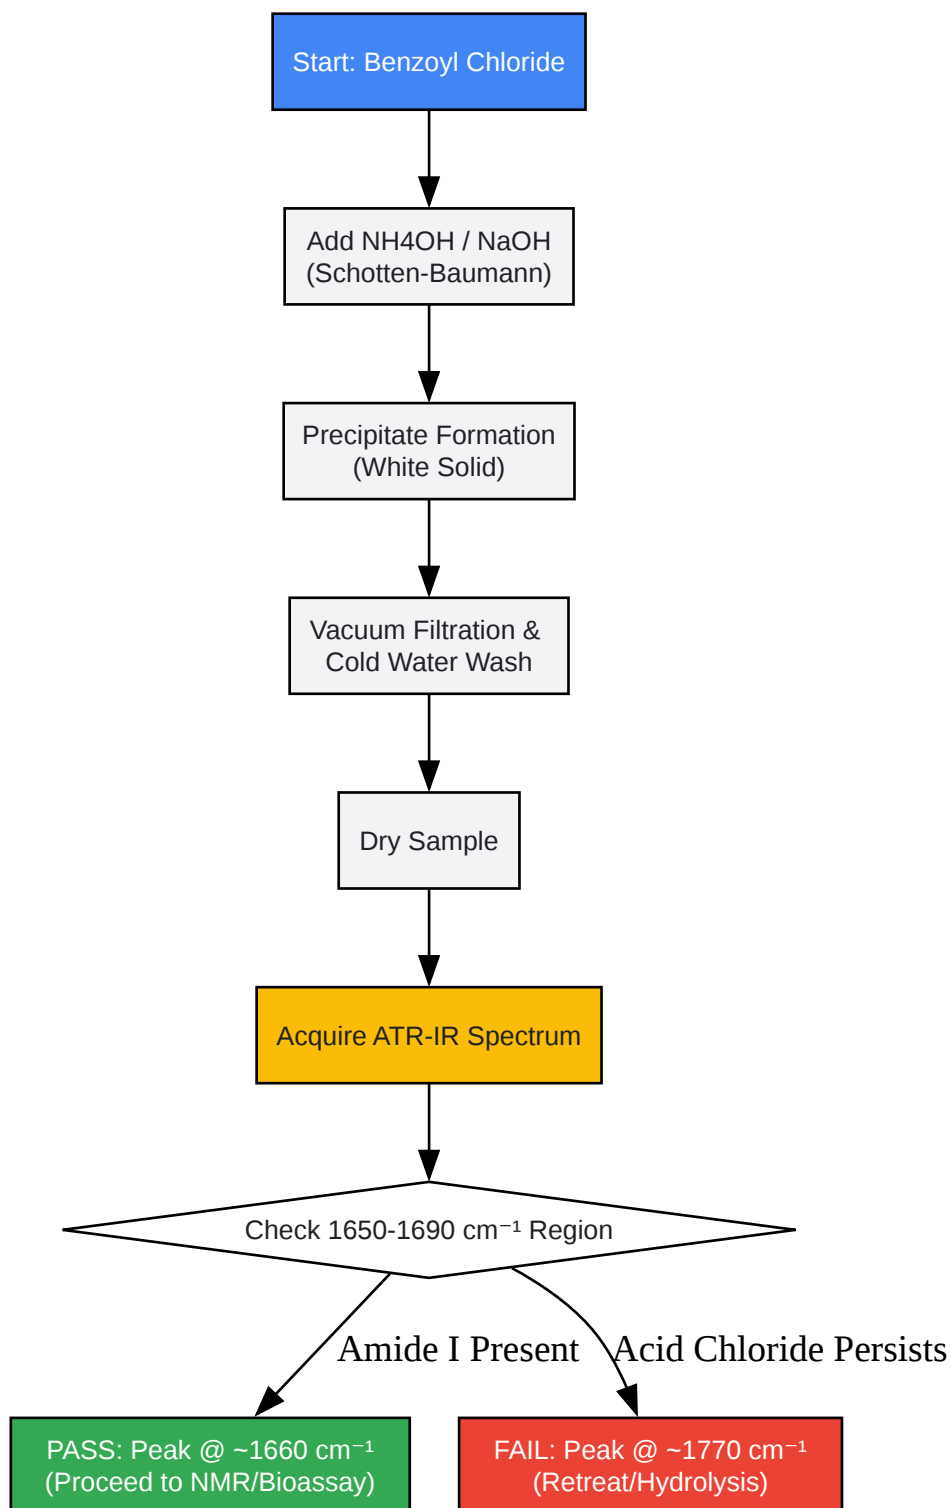 Start: Benzoyl Chloride
Add NH4OH / NaOH
(Schotten-Baumann)
Precipitate Formation
(White Solid)
Vacuum Filtration &
Cold Water Wash
Dry Sample
Acquire ATR-IR Spectrum
Check 1650-1690 cm⁻¹ Region
Amide I Present
Acid Chloride Persists
PASS: Peak @ ~1660 cm⁻¹
(Proceed to NMR/Bioassay)
FAIL: Peak @ ~1770 cm⁻¹
(Retreat/Hydrolysis)